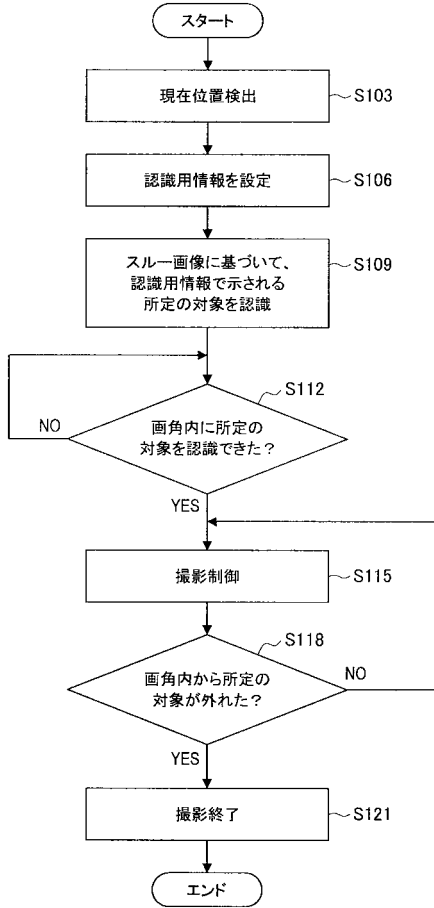 スタート
現在位置検出
S103
認識用情報を設定
S106
スルー画像に基づいて、
認識用情報で示される
所定の対象を認識
S109
S112
画角内に所定の
対象を認識できた?
NO
YES
撮影制御
S115
S118
画角内から所定の
対象が外れた?
NO
YES
撮影終了
S121
エンド